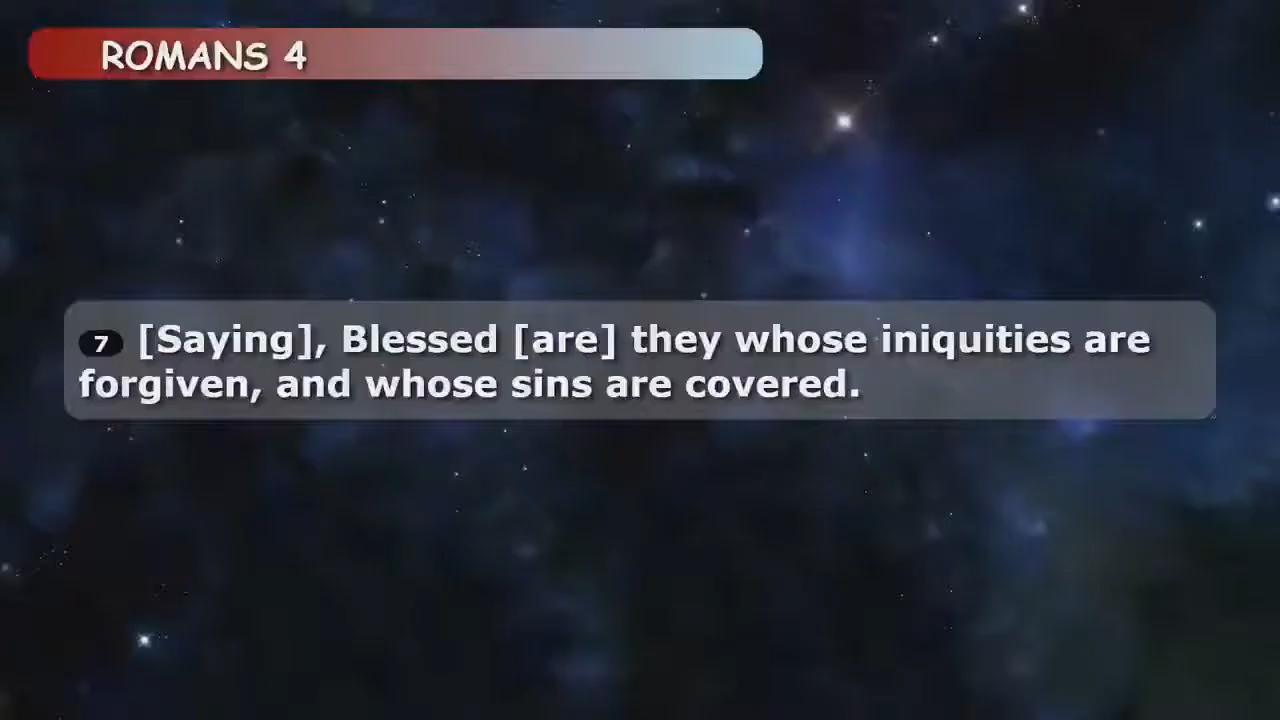 ROMANS 4
7 [Saying], Blessed [are] they whose iniquities are
forgiven, and whose sins are covered.